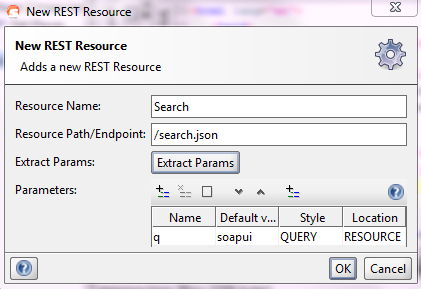 New REST Resource
New REST Resource
Adds a new REST Resource
Resource Name: Search
Resource Path/Endpoint: /search.json
Extract Params: Extract Params
Parameters:
Name Default v... Style Location
q soapui QUERY RESOURCE
OK Cancel